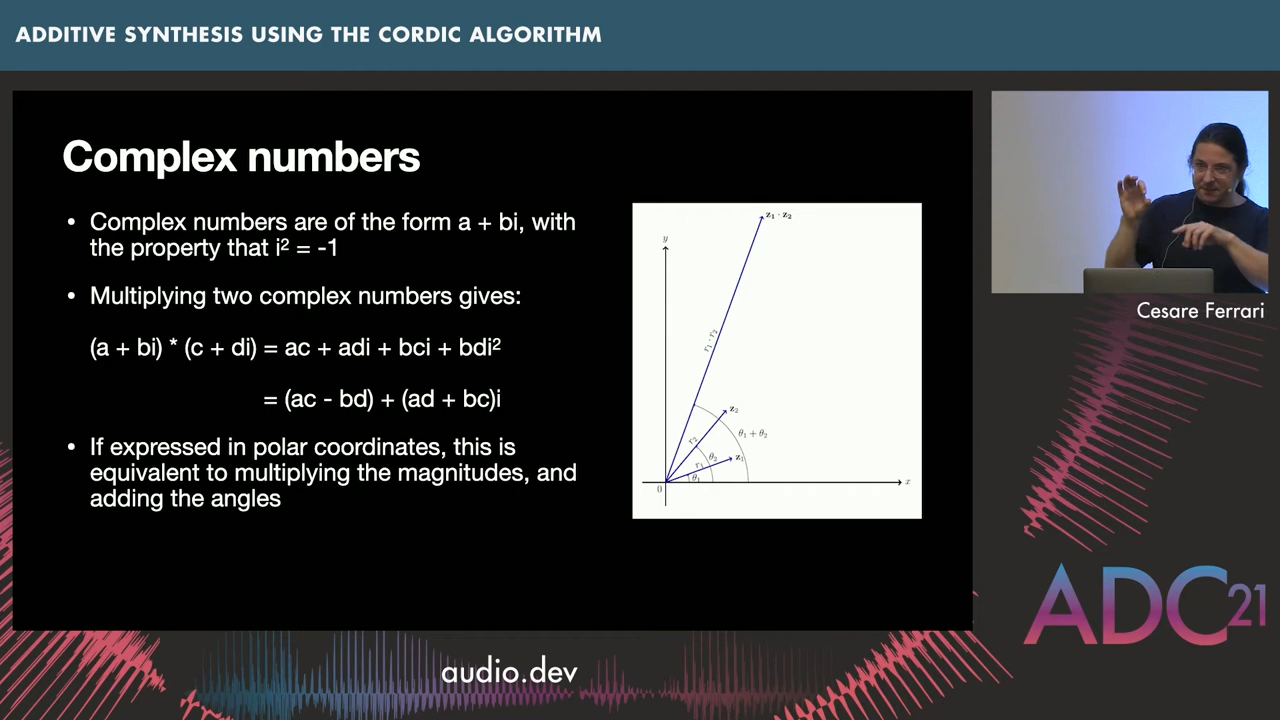 ADDITIVE SYNTHESIS USING THE CORDIC ALGORITHM
Complex numbers
• Complex numbers are of the form a + bi, with
the property that i² = -1
• Multiplying two complex numbers gives:
(a + bi) * (c + di) = ac + adi + bci + bdi²
= (ac - bd) + (ad + bc)i
• If expressed in polar coordinates, this is
equivalent to multiplying the magnitudes, and
adding the angles
z₁ · z₂
y
r₁ · r₂
z₂
θ₁ + θ₂
r₂
θ₂
z₁
r₁
θ₁
0
x
Cesare Ferrari
ADC21
audio.dev